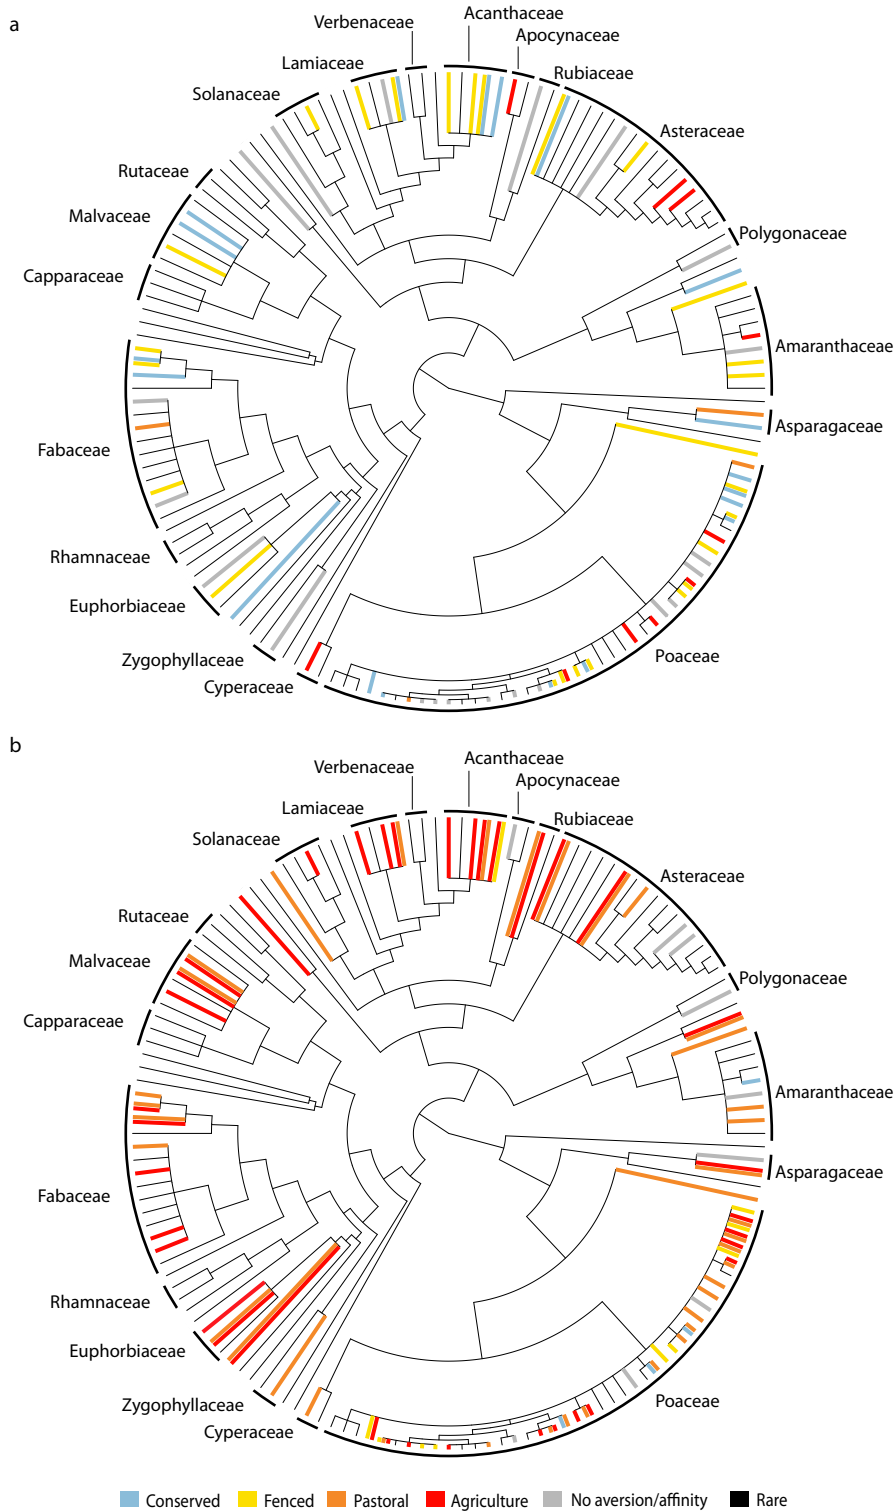 a
Verbenaceae
Acanthaceae
Apocynaceae
Lamiaceae
Rubiaceae
Solanaceae
Asteraceae
Rutaceae
Malvaceae
Polygonaceae
Capparaceae
Amaranthaceae
Asparagaceae
Fabaceae
Rhamnaceae
Euphorbiaceae
Zygophyllaceae
Poaceae
Cyperaceae
b
Verbenaceae
Acanthaceae
Apocynaceae
Lamiaceae
Rubiaceae
Solanaceae
Asteraceae
Rutaceae
Malvaceae
Polygonaceae
Capparaceae
Amaranthaceae
Asparagaceae
Fabaceae
Rhamnaceae
Euphorbiaceae
Zygophyllaceae
Poaceae
Cyperaceae
Conserved Fenced Pastoral Agriculture No aversion/affinity Rare